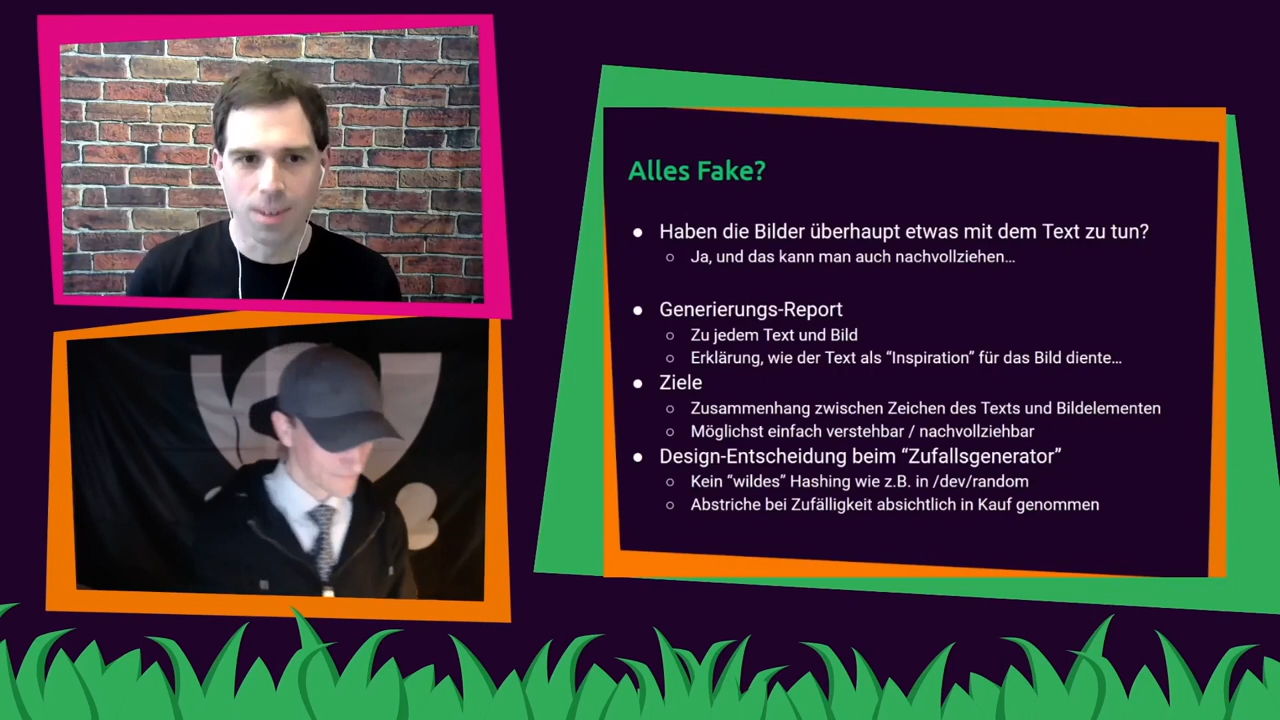 Alles Fake?
● Haben die Bilder überhaupt etwas mit dem Text zu tun?
○ Ja, und das kann man auch nachvollziehen…
● Generierungs-Report
○ Zu jedem Text und Bild
○ Erklärung, wie der Text als “Inspiration” für das Bild diente…
● Ziele
○ Zusammenhang zwischen Zeichen des Texts und Bildelementen
○ Möglichst einfach verstehbar / nachvollziehbar
● Design-Entscheidung beim “Zufallsgenerator”
○ Kein “wildes” Hashing wie z.B. in /dev/random
○ Abstriche bei Zufälligkeit absichtlich in Kauf genommen